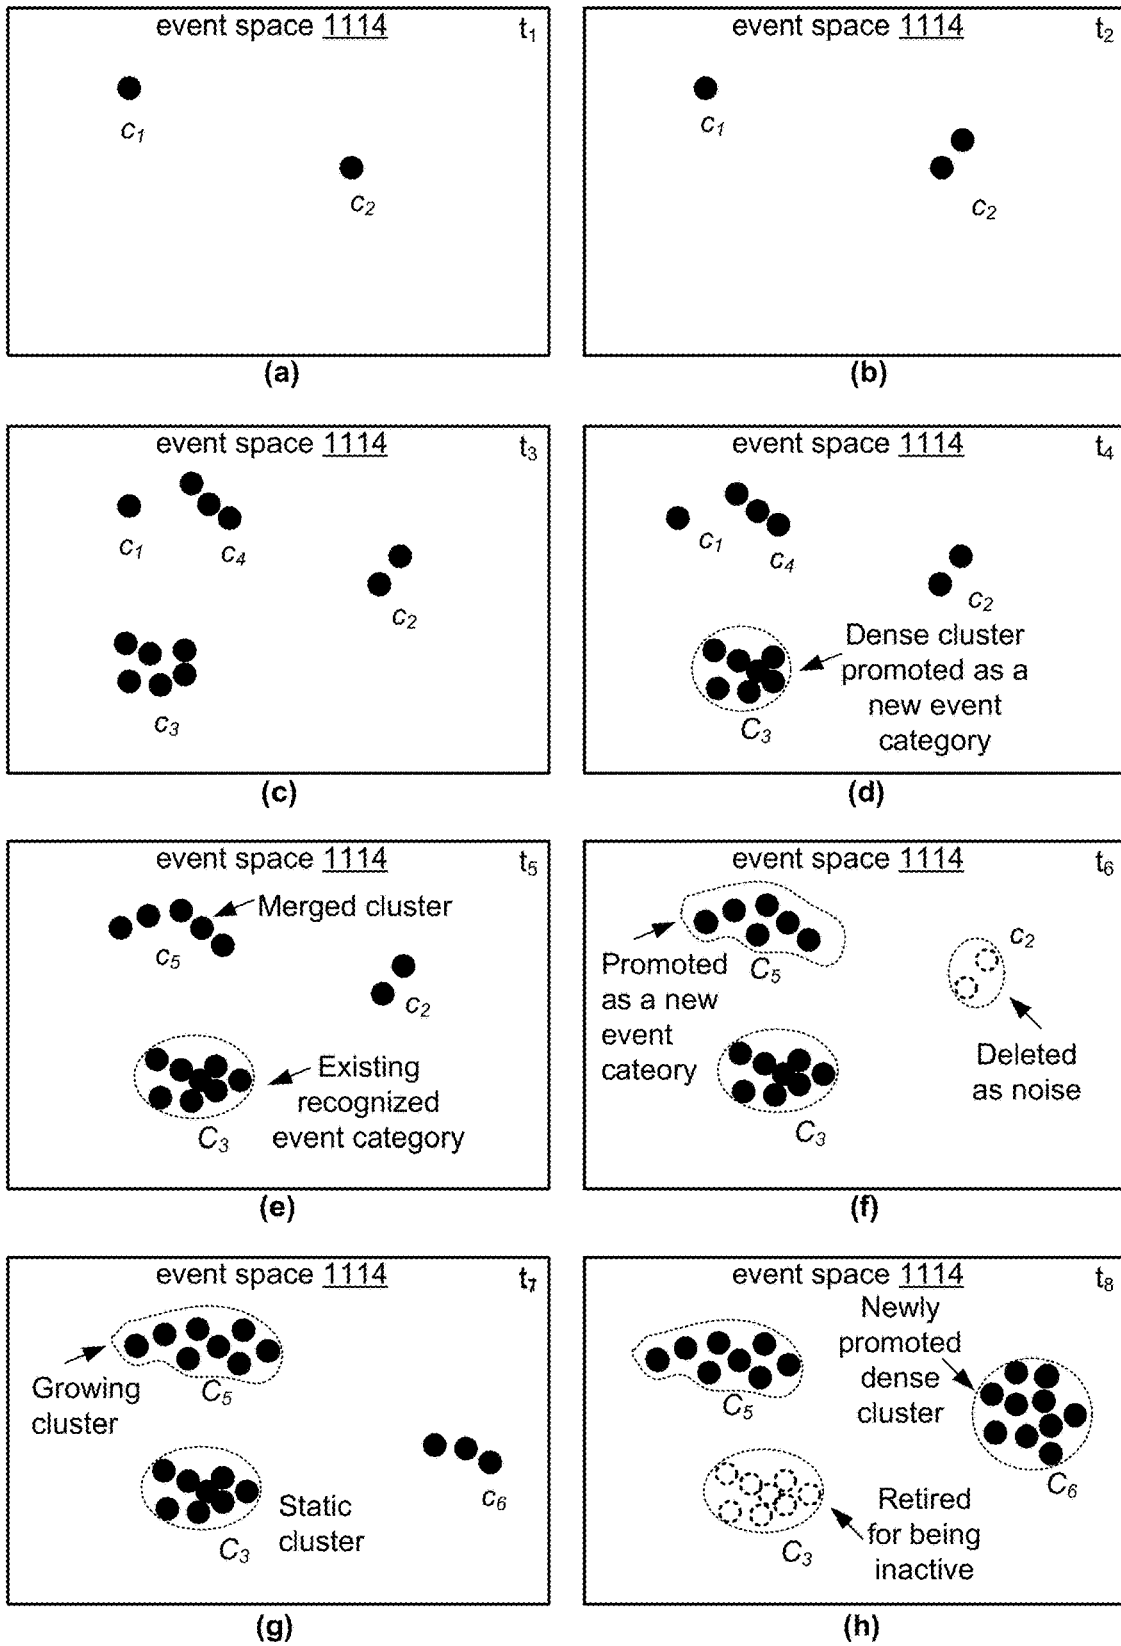 event space 1114 t1
c1
c2
(a)
event space 1114 t2
c1
c2
(b)
event space 1114 t3
c1
c4
c2
c3
(c)
event space 1114 t4
c1
c4
c2
Dense cluster
promoted as a
new event
category
C3
(d)
event space 1114 t5
Merged cluster
c5
c2
Existing
recognized
event category
C3
(e)
event space 1114 t6
c2
C5
Promoted
as a new
event
cateory
Deleted
as noise
C3
(f)
event space 1114 t7
Growing
cluster
C5
c6
Static
cluster
C3
(g)
event space 1114 t8
Newly
promoted
dense
cluster
C5
C6
Retired
for being
inactive
C3
(h)